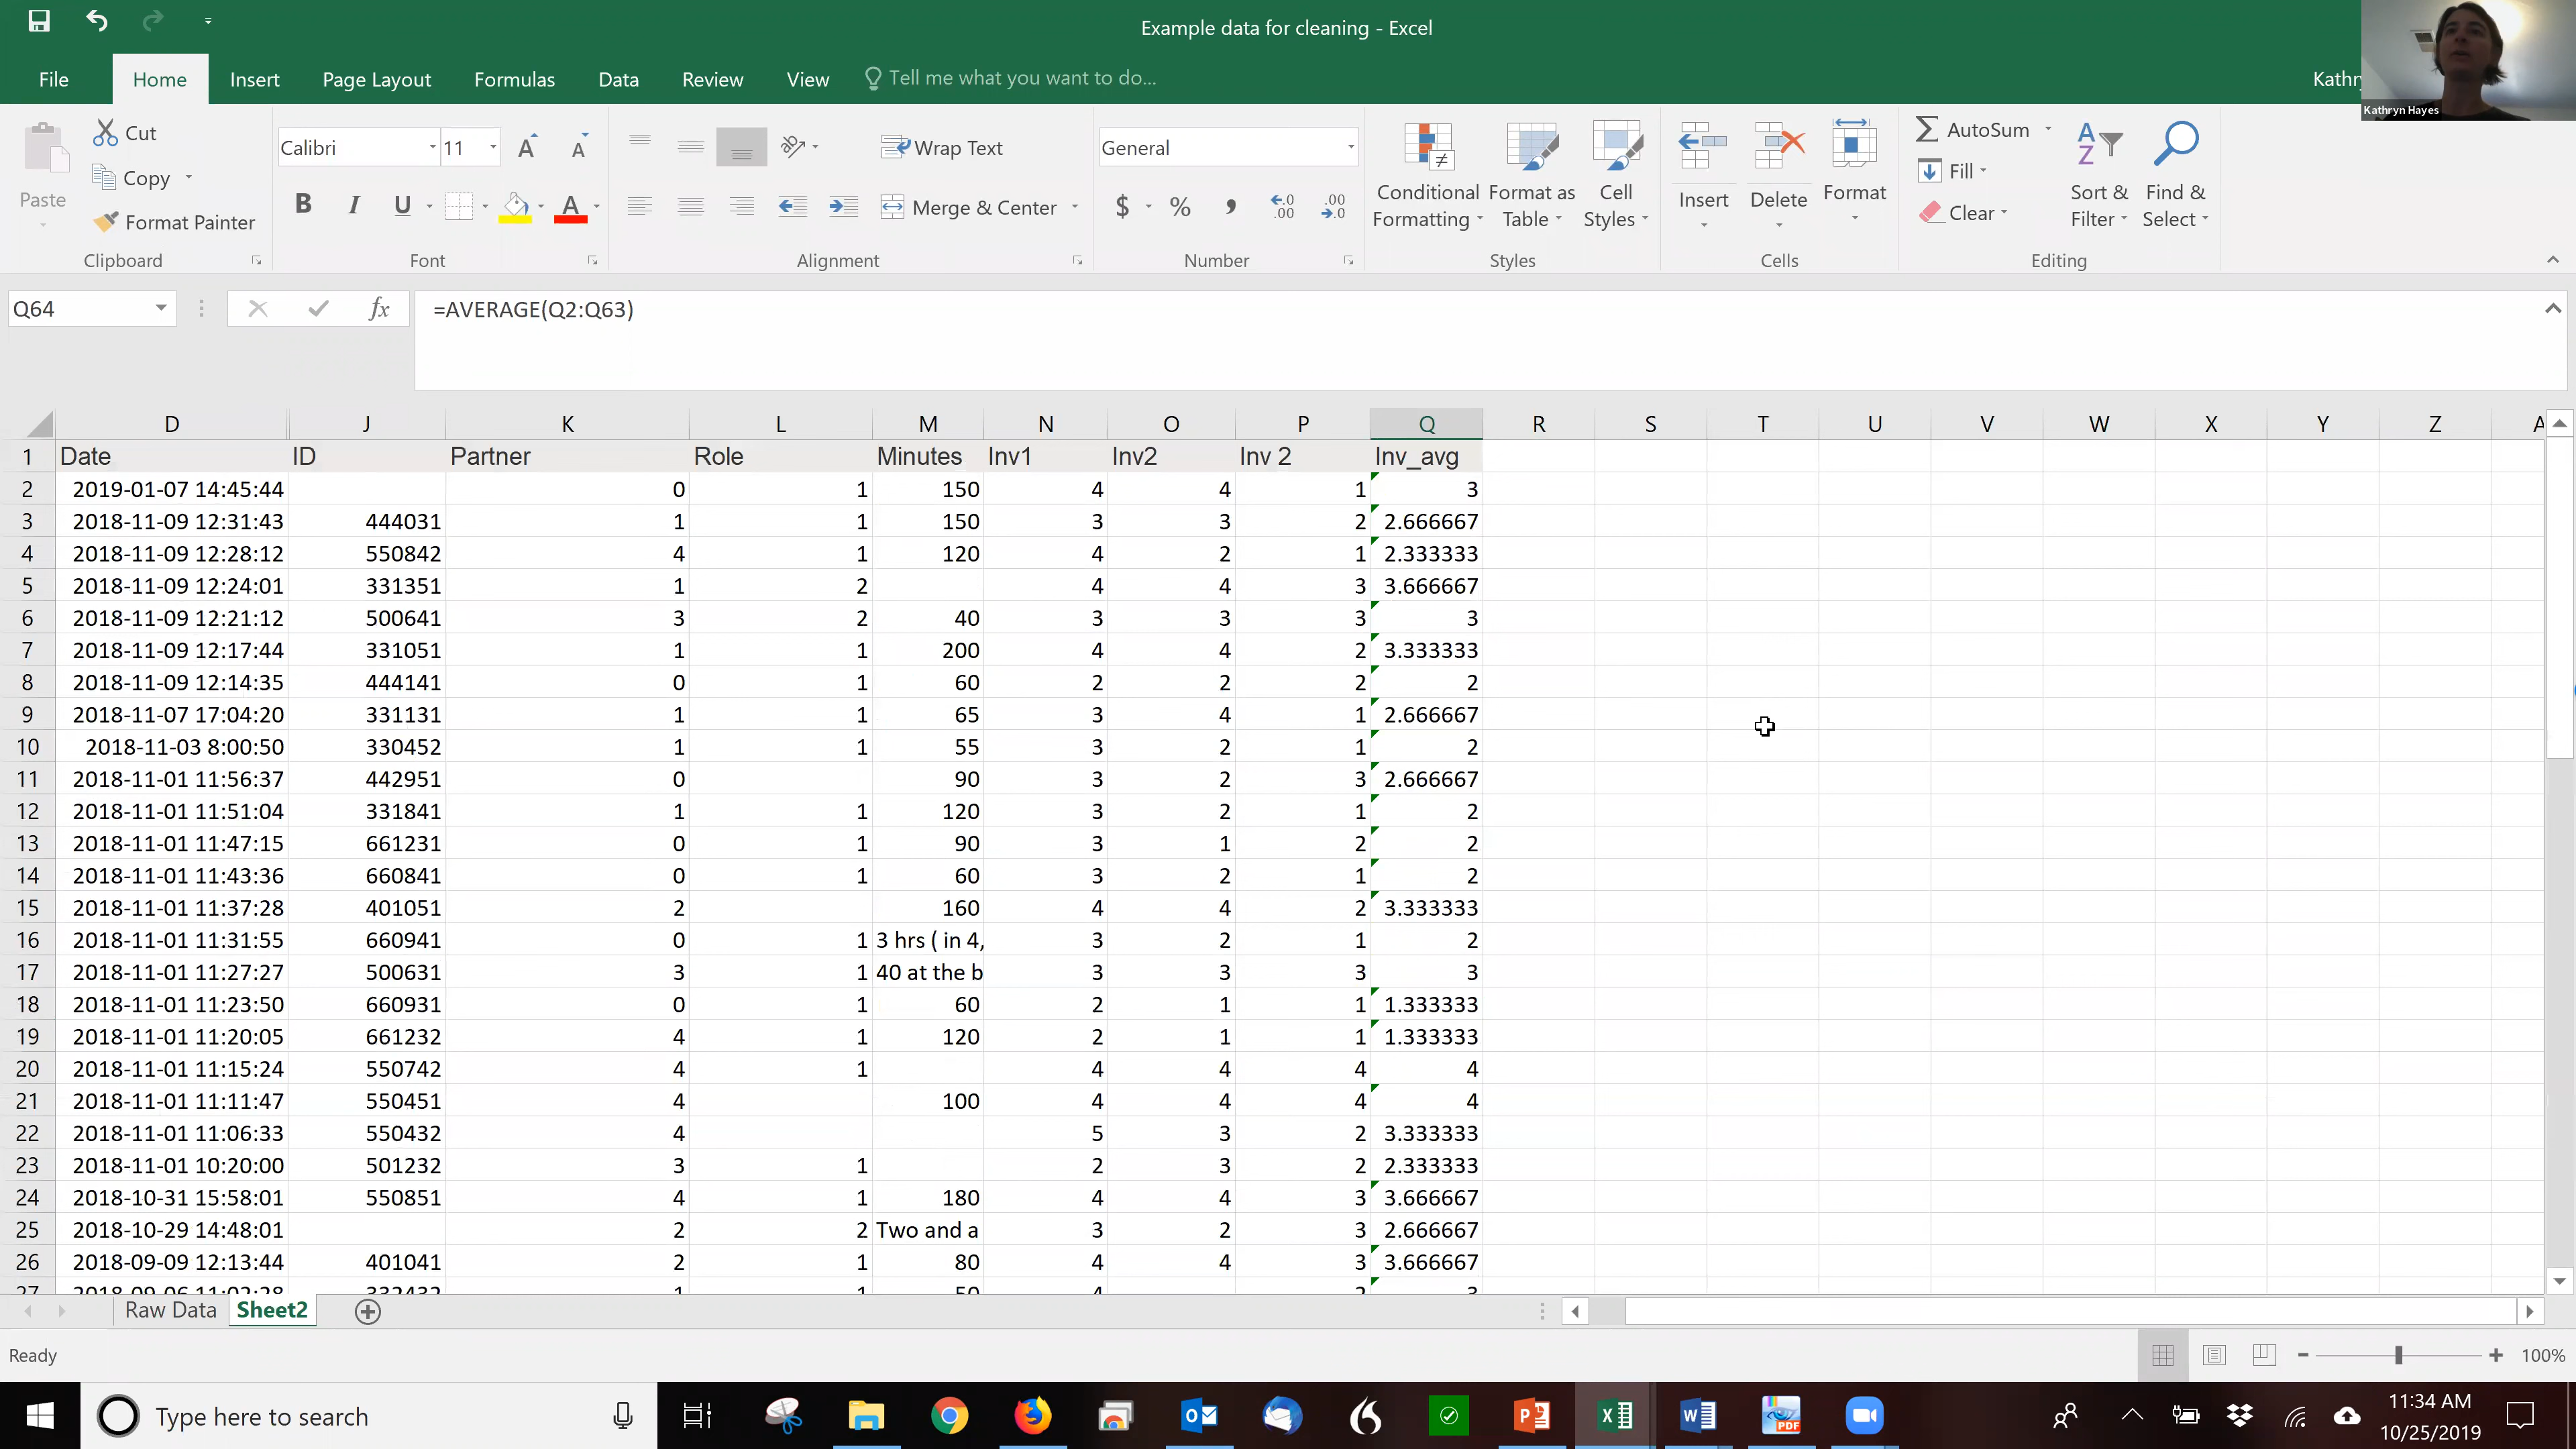 Example data for cleaning - Excel
Kathry
Kathryn Hayes
File Home Insert Page Layout Formulas Data Review View Tell me what you want to do...
Paste
Cut
Copy
Format Painter
Clipboard
Calibri 11
B I U
Font
Wrap Text
Merge & Center
Alignment
General
$ % ,
Number
Conditional Formatting
Format as Table
Cell Styles
Styles
Insert Delete Format
Cells
AutoSum
Fill
Clear
Sort & Filter
Find & Select
Editing
Q64 fx =AVERAGE(Q2:Q63)
D J K L M N O P Q R S T U V W X Y Z
1 Date ID Partner Role Minutes Inv1 Inv2 Inv 2 Inv_avg
2 2019-01-07 14:45:44 0 1 150 4 4 1 3
3 2018-11-09 12:31:43 444031 1 1 150 3 3 2 2.666667
4 2018-11-09 12:28:12 550842 4 1 120 4 2 1 2.333333
5 2018-11-09 12:24:01 331351 1 2 4 4 3 3.666667
6 2018-11-09 12:21:12 500641 3 2 40 3 3 3 3
7 2018-11-09 12:17:44 331051 1 1 200 4 4 2 3.333333
8 2018-11-09 12:14:35 444141 0 1 60 2 2 2 2
9 2018-11-07 17:04:20 331131 1 1 65 3 4 1 2.666667
10 2018-11-03 8:00:50 330452 1 1 55 3 2 1 2
11 2018-11-01 11:56:37 442951 0 90 3 2 3 2.666667
12 2018-11-01 11:51:04 331841 1 1 120 3 2 1 2
13 2018-11-01 11:47:15 661231 0 1 90 3 1 2 2
14 2018-11-01 11:43:36 660841 0 1 60 3 2 1 2
15 2018-11-01 11:37:28 401051 2 160 4 4 2 3.333333
16 2018-11-01 11:31:55 660941 0 1 3 hrs ( in 4, 3 2 1 2
17 2018-11-01 11:27:27 500631 3 1 40 at the b 3 3 3 3
18 2018-11-01 11:23:50 660931 0 1 60 2 1 1 1.333333
19 2018-11-01 11:20:05 661232 4 1 120 2 1 1 1.333333
20 2018-11-01 11:15:24 550742 4 1 4 4 4 4
21 2018-11-01 11:11:47 550451 4 100 4 4 4 4
22 2018-11-01 11:06:33 550432 4 5 3 2 3.333333
23 2018-11-01 10:20:00 501232 3 1 2 3 2 2.333333
24 2018-10-31 15:58:01 550851 4 1 180 4 4 3 3.666667
25 2018-10-29 14:48:01 2 2 Two and a 3 2 3 2.666667
26 2018-09-09 12:13:44 401041 2 1 80 4 4 3 3.666667
Raw Data Sheet2
Ready 100%
Type here to search
11:34 AM
10/25/2019